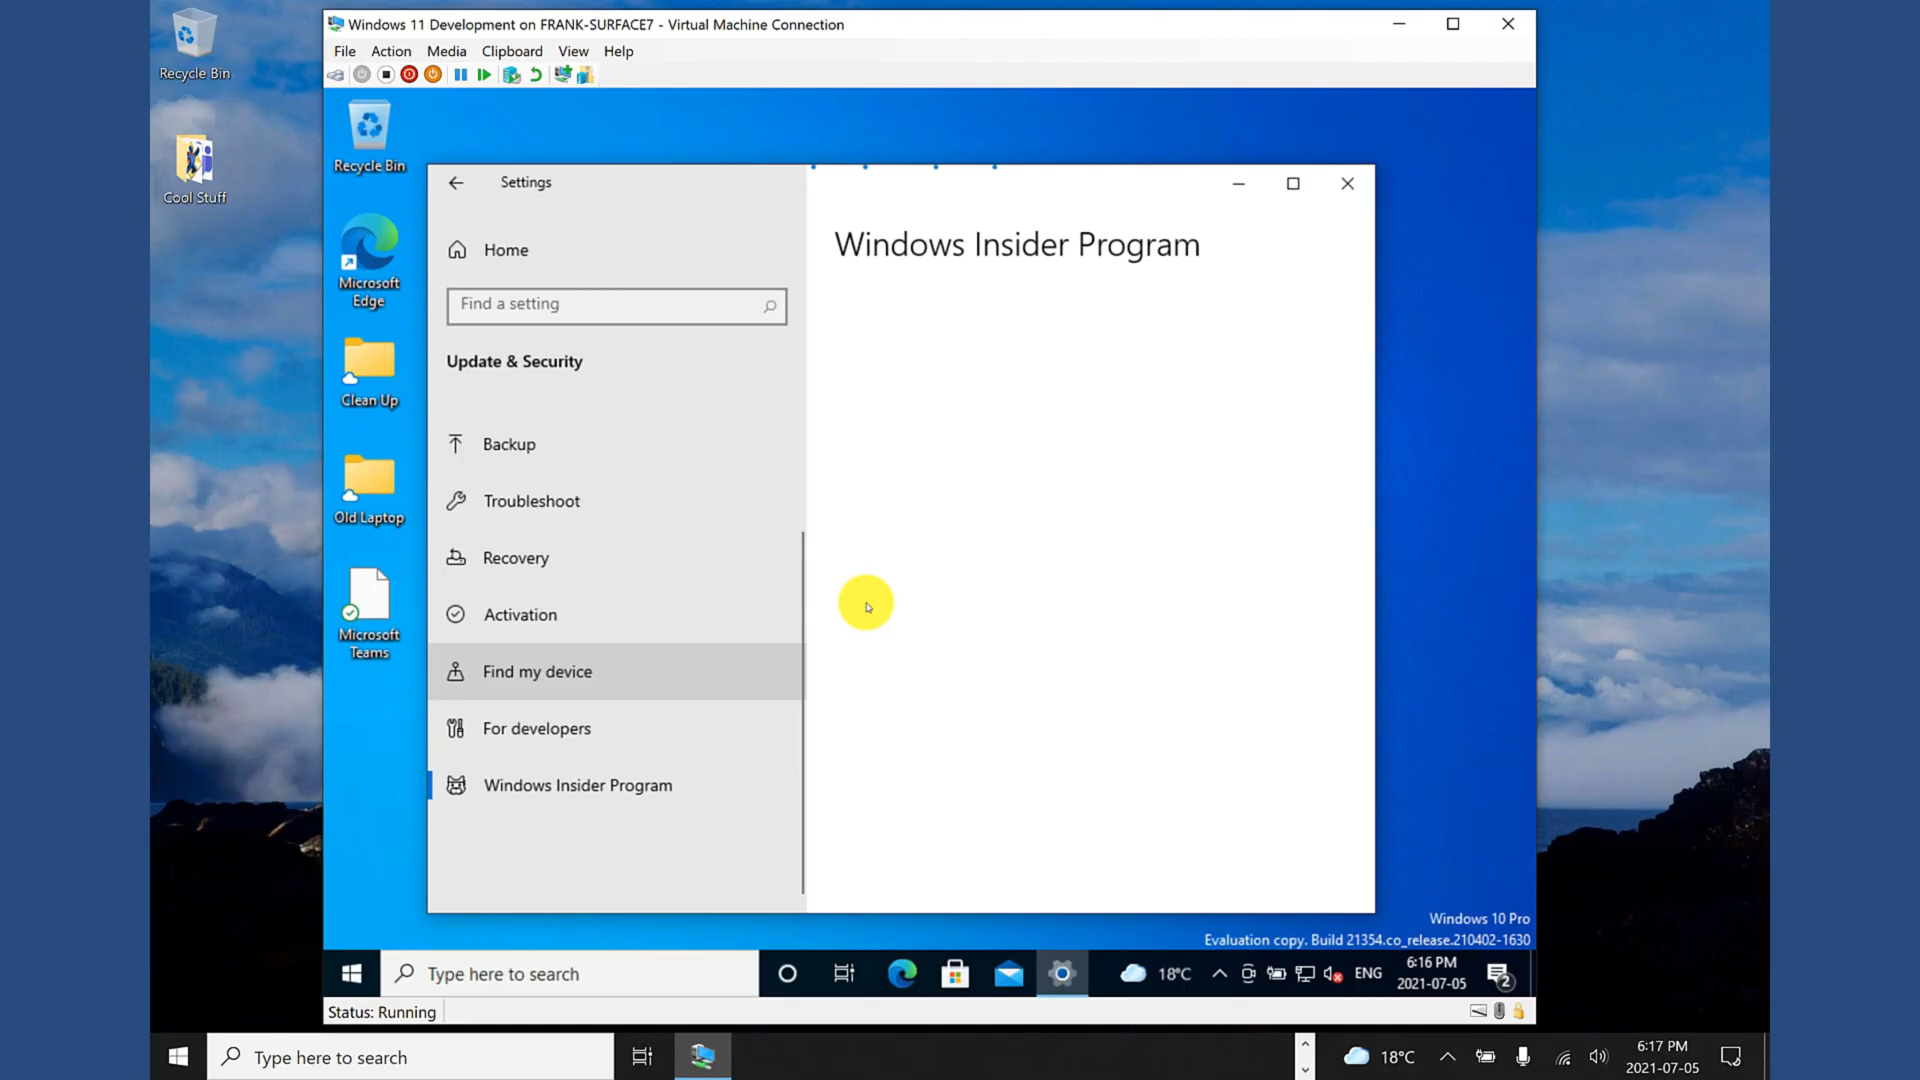 Recycle Bin
Cool Stuff
Windows 11 Development on FRANK-SURFACE7 - Virtual Machine Connection
File Action Media Clipboard View Help
Recycle Bin
Microsoft
Edge
Clean Up
Old Laptop
Microsoft
Teams
Settings
Home
Find a setting
Update & Security
Backup
Troubleshoot
Recovery
Activation
Find my device
For developers
Windows Insider Program
Windows Insider Program
Windows 10 Pro
Evaluation copy. Build 21354.co_release.210402-1630
Type here to search
18°C
ENG
6:16 PM
2021-07-05
2
Status: Running
Type here to search
18°C
6:17 PM
2021-07-05